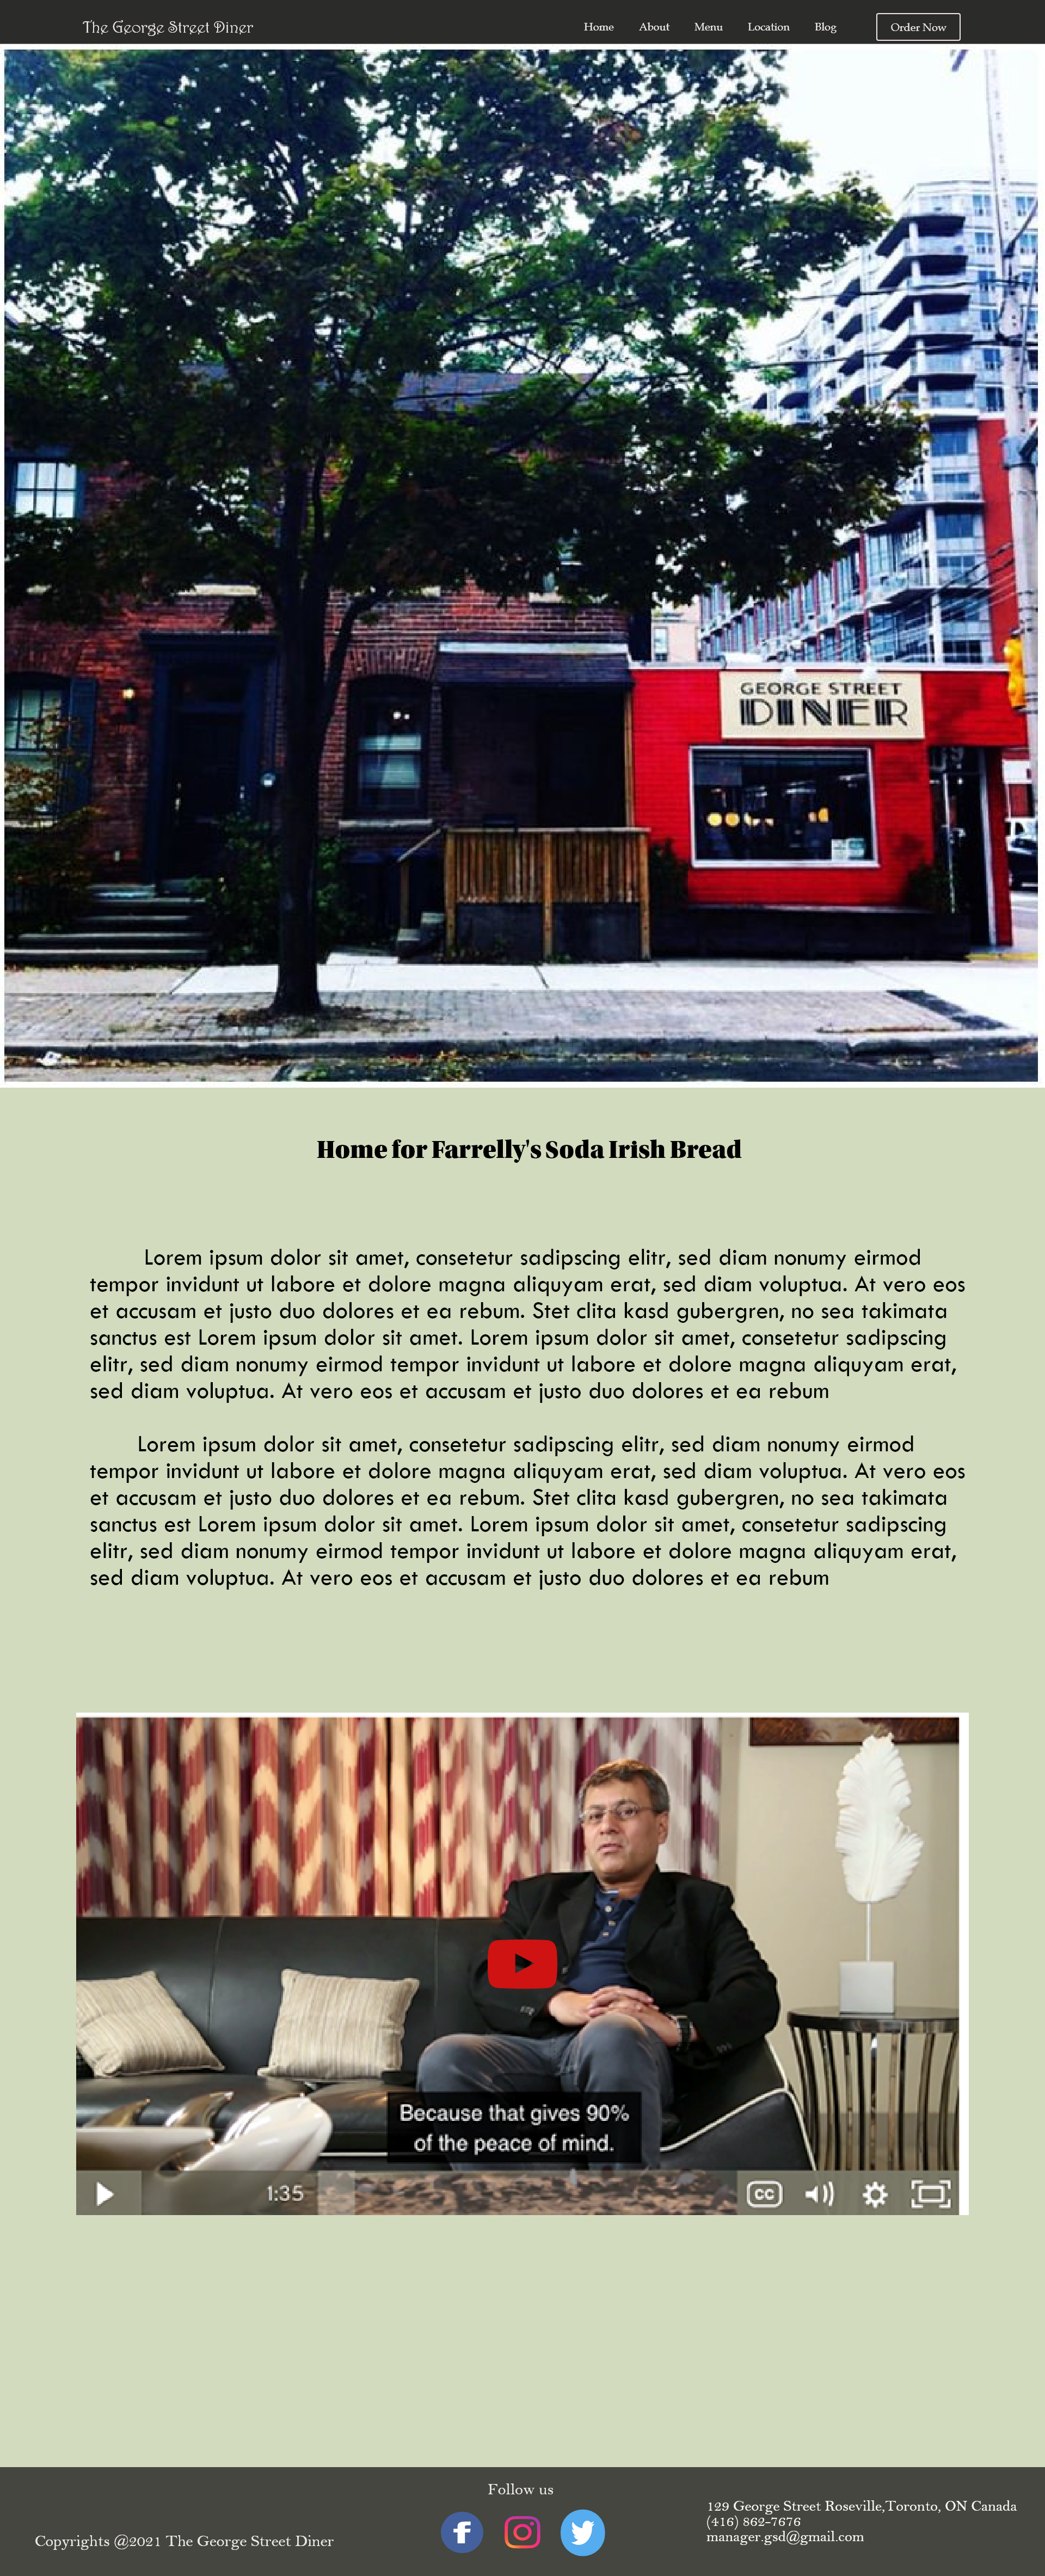 The George Street Diner
Home About Menu Location Blog Order Now
GEORGE STREET
DINER
Home for Farrelly's Soda Irish Bread
Lorem ipsum dolor sit amet, consetetur sadipscing elitr, sed diam nonumy eirmod
tempor invidunt ut labore et dolore magna aliquyam erat, sed diam voluptua. At vero eos
et accusam et justo duo dolores et ea rebum. Stet clita kasd gubergren, no sea takimata
sanctus est Lorem ipsum dolor sit amet. Lorem ipsum dolor sit amet, consetetur sadipscing
elitr, sed diam nonumy eirmod tempor invidunt ut labore et dolore magna aliquyam erat,
sed diam voluptua. At vero eos et accusam et justo duo dolores et ea rebum
Lorem ipsum dolor sit amet, consetetur sadipscing elitr, sed diam nonumy eirmod
tempor invidunt ut labore et dolore magna aliquyam erat, sed diam voluptua. At vero eos
et accusam et justo duo dolores et ea rebum. Stet clita kasd gubergren, no sea takimata
sanctus est Lorem ipsum dolor sit amet. Lorem ipsum dolor sit amet, consetetur sadipscing
elitr, sed diam nonumy eirmod tempor invidunt ut labore et dolore magna aliquyam erat,
sed diam voluptua. At vero eos et accusam et justo duo dolores et ea rebum
Because that gives 90%
of the peace of mind.
1:35
CC
Follow us
129 George Street Roseville,Toronto, ON Canada
(416) 862-7676
manager.gsd@gmail.com
Copyrights @2021 The George Street Diner